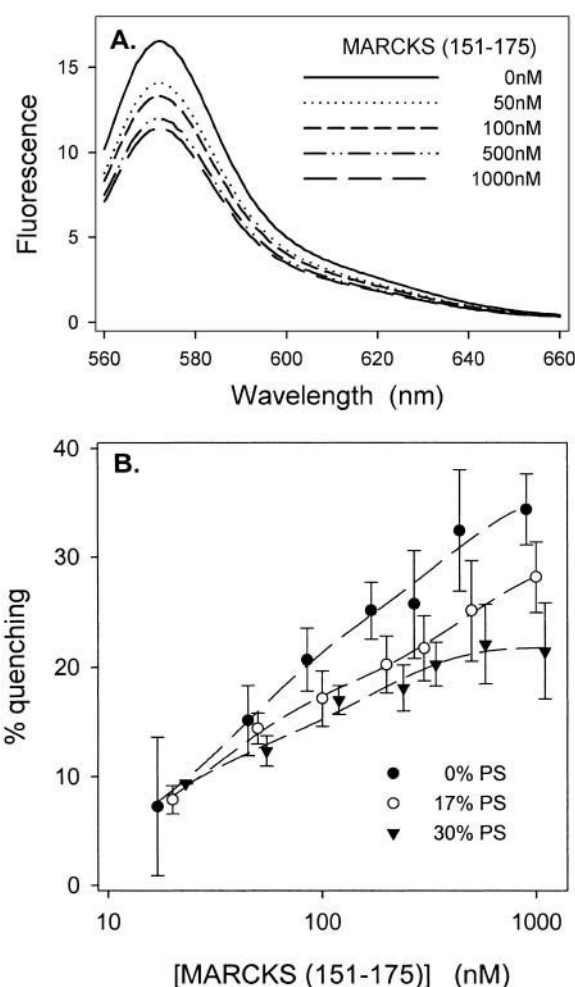 A.
MARCKS (151-175)
0nM
50nM
100nM
500nM
1000nM
Fluorescence
15
10
5
0
560
580
600
620
640
660
Wavelength (nm)
B.
% quenching
40
30
20
10
0
0% PS
17% PS
30% PS
10
100
1000
[MARCKS (151-175)] (nM)